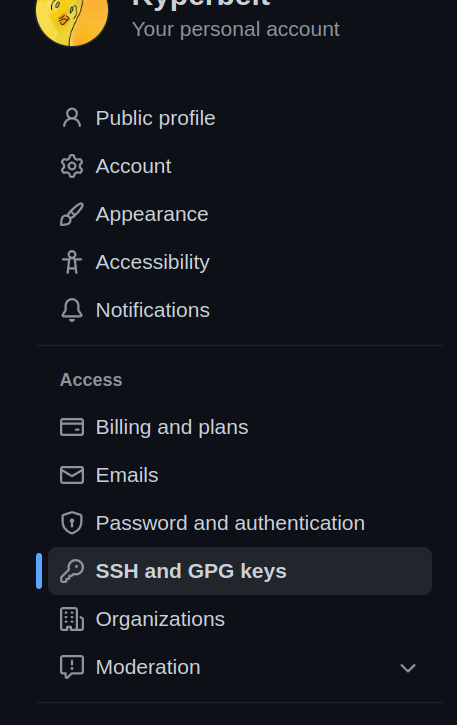 Kyperbelt
Your personal account
Public profile
Account
Appearance
Accessibility
Notifications
Access
Billing and plans
Emails
Password and authentication
SSH and GPG keys
Organizations
Moderation